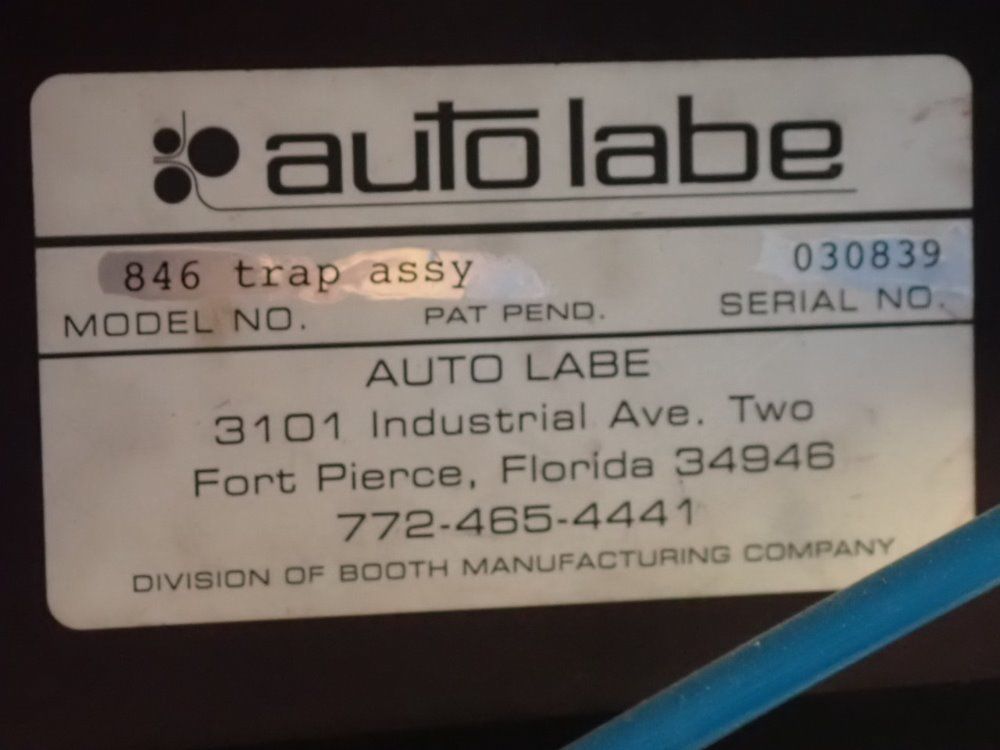 auto labe
846 trap assy 030839
MODEL NO. PAT PEND. SERIAL NO.
AUTO LABE
3101 Industrial Ave. Two
Fort Pierce, Florida 34946
772-465-4441
DIVISION OF BOOTH MANUFACTURING COMPANY